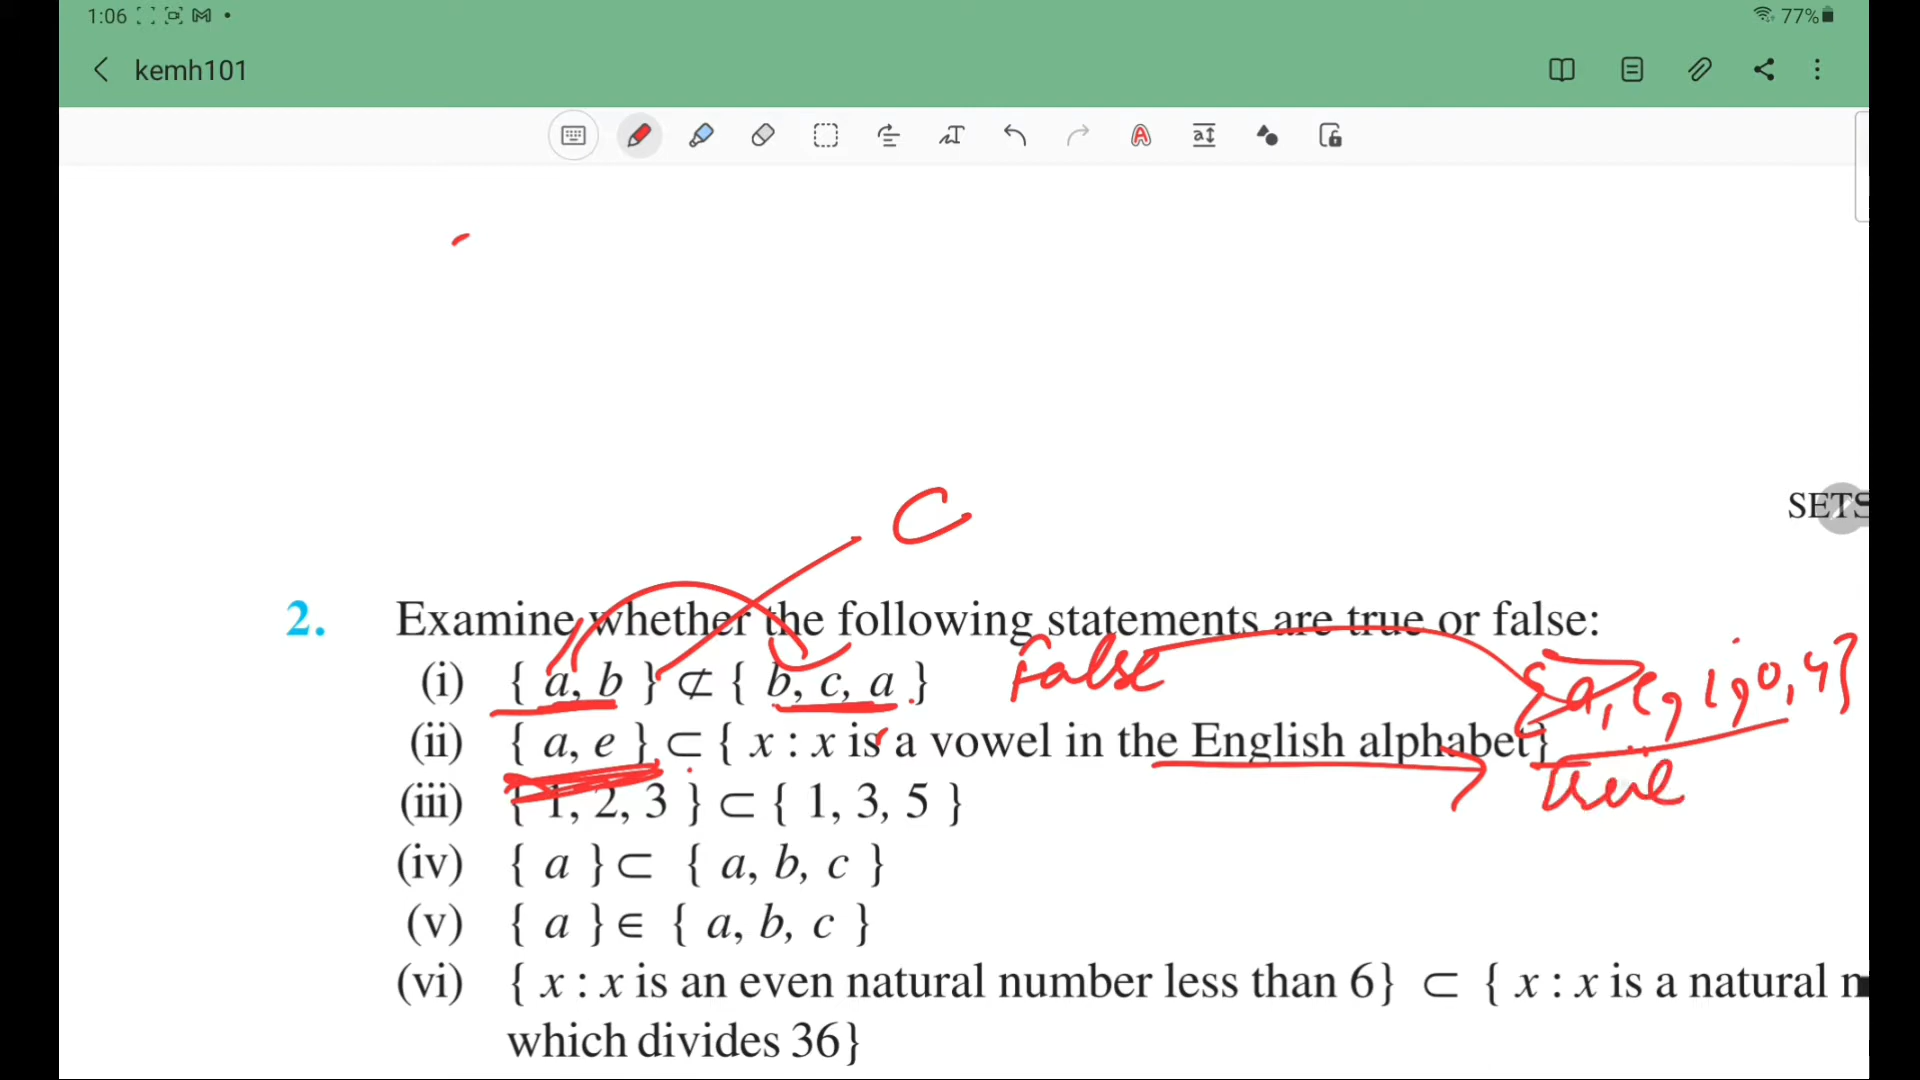 1:06 77%
kemh101
SETS
C
2. Examine whether the following statements are true or false:
(i) { a, b } ⊄ { b, c, a } False
{a, e, i, o, u}
(ii) { a, e } ⊂ { x : x is a vowel in the English alphabet}
true
(iii) { 1, 2, 3 } ⊂ { 1, 3, 5 }
(iv) { a } ⊂ { a, b, c }
(v) { a } ∈ { a, b, c }
(vi) { x : x is an even natural number less than 6} ⊂ { x : x is a natural
which divides 36}